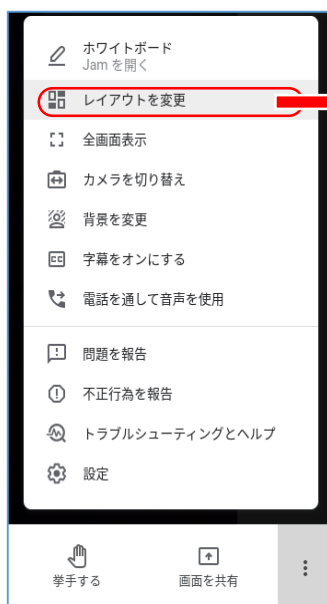 ホワイトボード
Jam を開く
レイアウトを変更
全画面表示
カメラを切り替え
背景を変更
字幕をオンにする
電話を通して音声を使用
問題を報告
不正行為を報告
トラブルシューティングとヘルプ
設定
挙手する
画面を共有